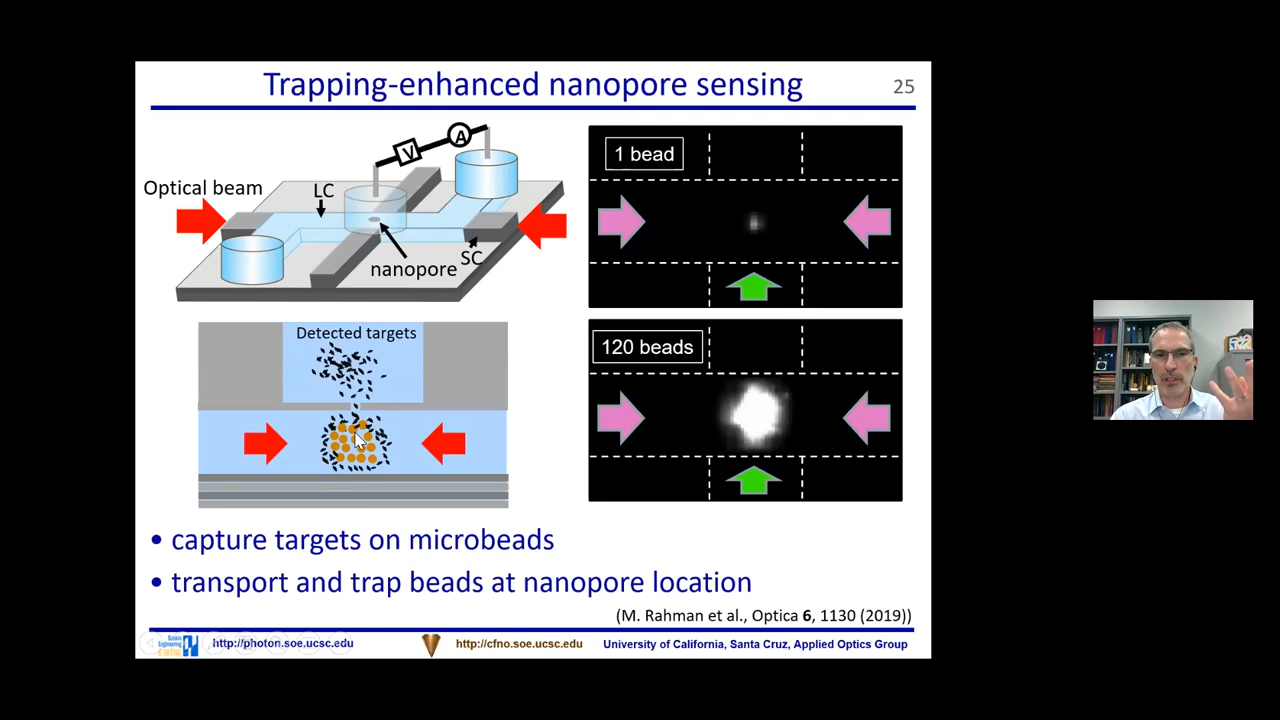 Trapping-enhanced nanopore sensing
25
V
A
Optical beam
LC
nanopore
SC
1 bead
Detected targets
120 beads
• capture targets on microbeads
• transport and trap beads at nanopore location
(M. Rahman et al., Optica 6, 1130 (2019))
Baskin
Engineering
http://photon.soe.ucsc.edu
http://cfno.soe.ucsc.edu
University of California, Santa Cruz, Applied Optics Group